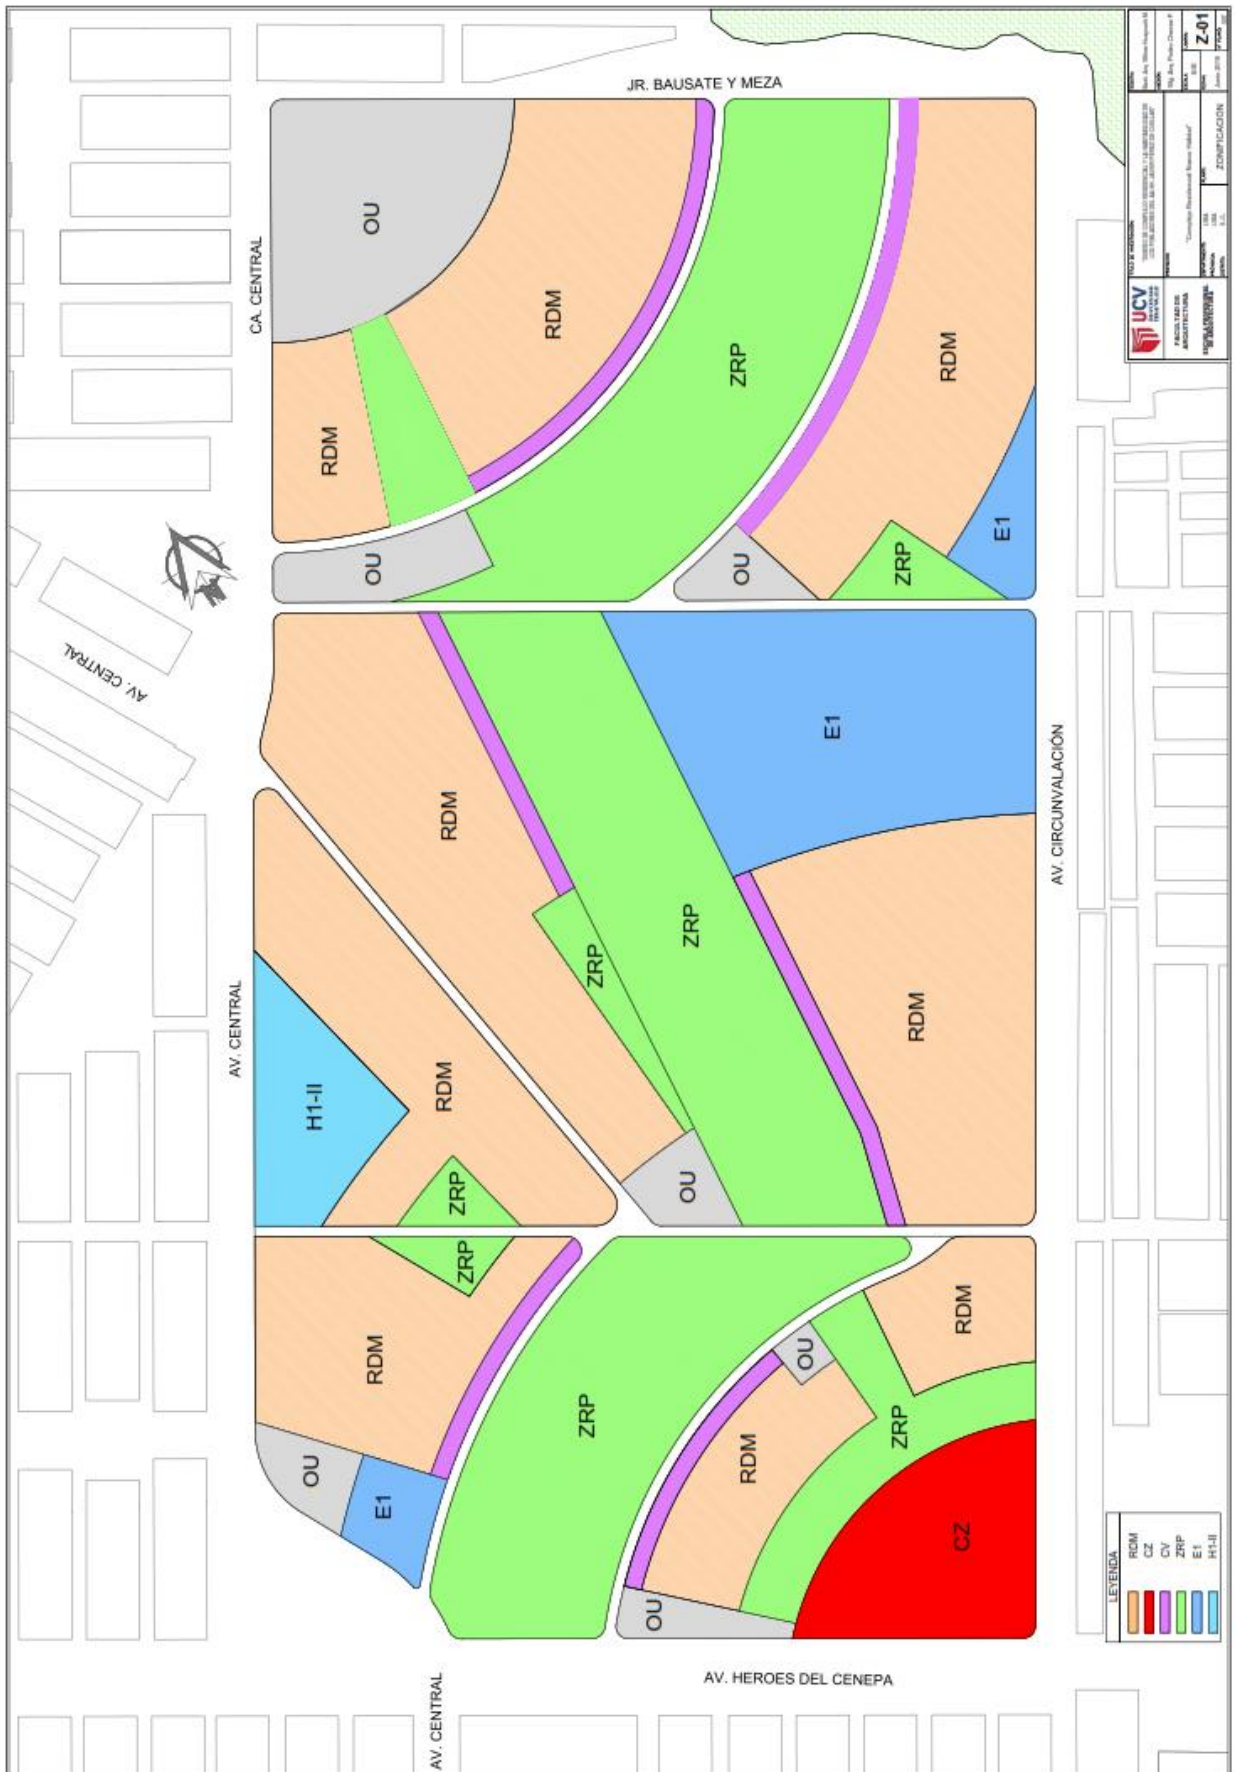 JR. BAUSATE Y MEZA
CA. CENTRAL
OU
RDM
RDM
ZRP
RDM
OU
OU
ZRP
E1
AV. CENTRAL
RDM
E1
AV. CIRCUNVALACIÓN
ZRP
ZRP
RDM
AV. CENTRAL
H1-II
RDM
ZRP
OU
ZRP
RDM
RDM
OU
ZRP
OU
E1
RDM
ZRP
CZ
OU
AV. HEROES DEL CENEPA
AV. CENTRAL
LEYENDA
RDM
CZ
CV
ZRP
E1
H1-II
UCV
FACULTAD DE
ARQUITECTURA
ZONIFICACION
Z-01